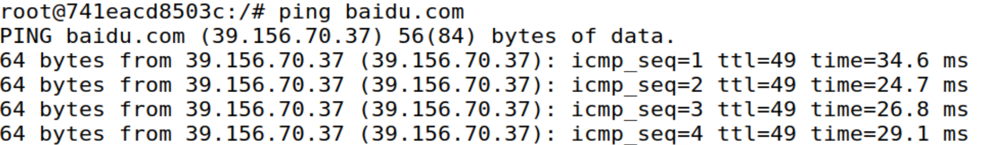 root@741eacd8503c:/# ping baidu.com
PING baidu.com (39.156.70.37) 56(84) bytes of data.
64 bytes from 39.156.70.37 (39.156.70.37): icmp_seq=1 ttl=49 time=34.6 ms
64 bytes from 39.156.70.37 (39.156.70.37): icmp_seq=2 ttl=49 time=24.7 ms
64 bytes from 39.156.70.37 (39.156.70.37): icmp_seq=3 ttl=49 time=26.8 ms
64 bytes from 39.156.70.37 (39.156.70.37): icmp_seq=4 ttl=49 time=29.1 ms